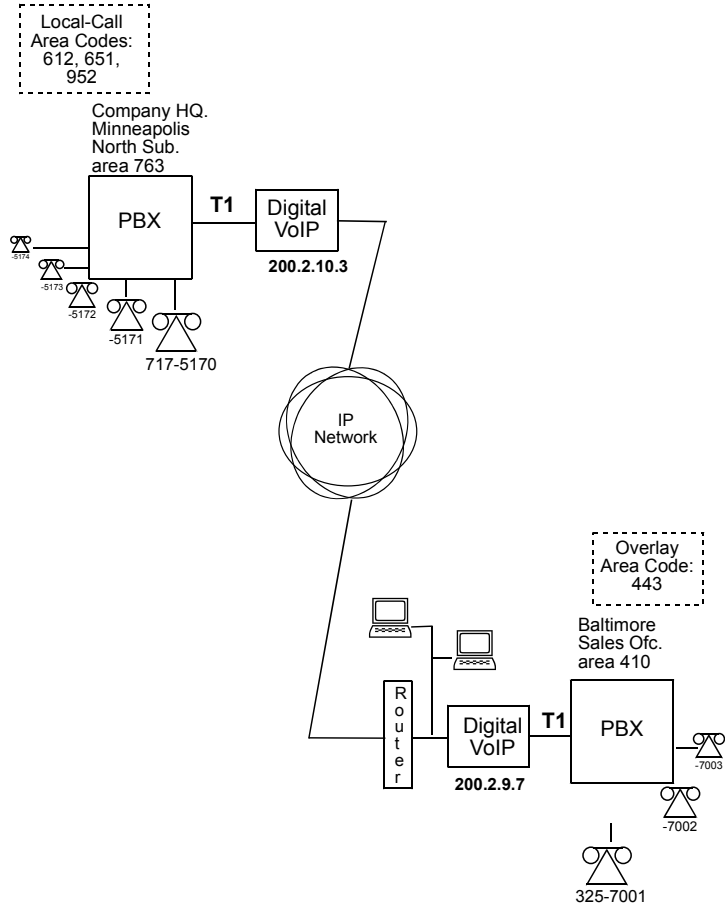 Local-Call
Area Codes:
612, 651,
952
Company HQ.
Minneapolis
North Sub.
area 763
PBX
T1
Digital
VoIP
200.2.10.3
-5174
-5173
-5172
-5171
717-5170
IP
Network
Overlay
Area Code:
443
Baltimore
Sales Ofc.
area 410
Router
Digital
VoIP
T1
PBX
200.2.9.7
-7003
-7002
325-7001